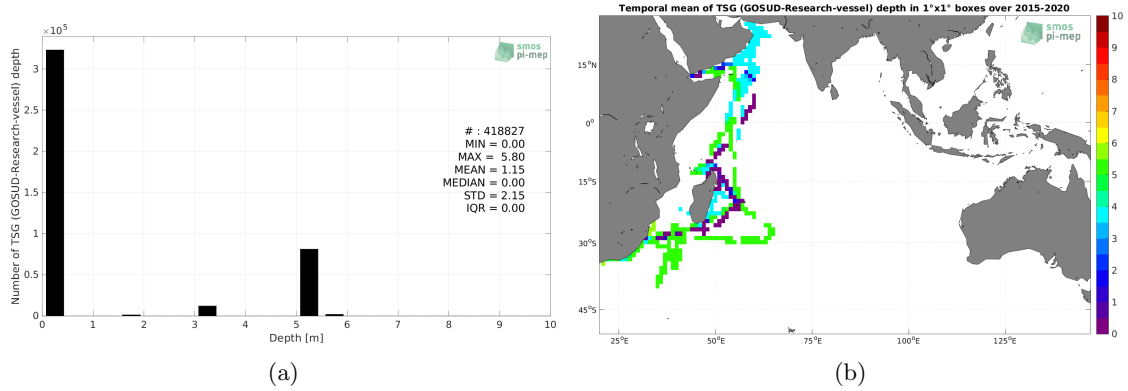 ×10⁵
3
2.5
2
1.5
1
0.5
0
Number of TSG (GOSUD-Research-vessel) depth
smos
pi-mep
# : 418827
MIN = 0.00
MAX = 5.80
MEAN = 1.15
MEDIAN = 0.00
STD = 2.15
IQR = 0.00
0 1 2 3 4 5 6 7 8 9 10
Depth [m]
(a)
Temporal mean of TSG (GOSUD-Research-vessel) depth in 1°x1° boxes over 2015-2020
smos
pi-mep
15°N
0°
15°S
30°S
45°S
25°E 50°E 75°E 100°E 125°E
10
9
8
7
6
5
4
3
2
1
0
(b)